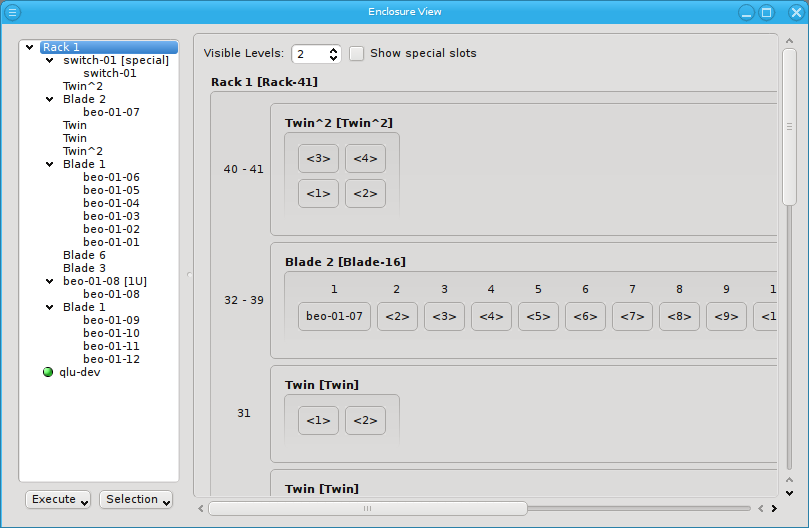 Enclosure View
Rack 1
switch-01 [special]
switch-01
Twin^2
Blade 2
beo-01-07
Twin
Twin
Twin^2
Blade 1
beo-01-06
beo-01-05
beo-01-04
beo-01-03
beo-01-02
beo-01-01
Blade 6
Blade 3
beo-01-08 [1U]
beo-01-08
Blade 1
beo-01-09
beo-01-10
beo-01-11
beo-01-12
qlu-dev
Execute
Selection
Visible Levels: 2 Show special slots
Rack 1 [Rack-41]
40 - 41
Twin^2 [Twin^2]
<3> <4>
<1> <2>
32 - 39
Blade 2 [Blade-16]
1 2 3 4 5 6 7 8 9 1
beo-01-07 <2> <3> <4> <5> <6> <7> <8> <9> <1
31
Twin [Twin]
<1> <2>
Twin [Twin]